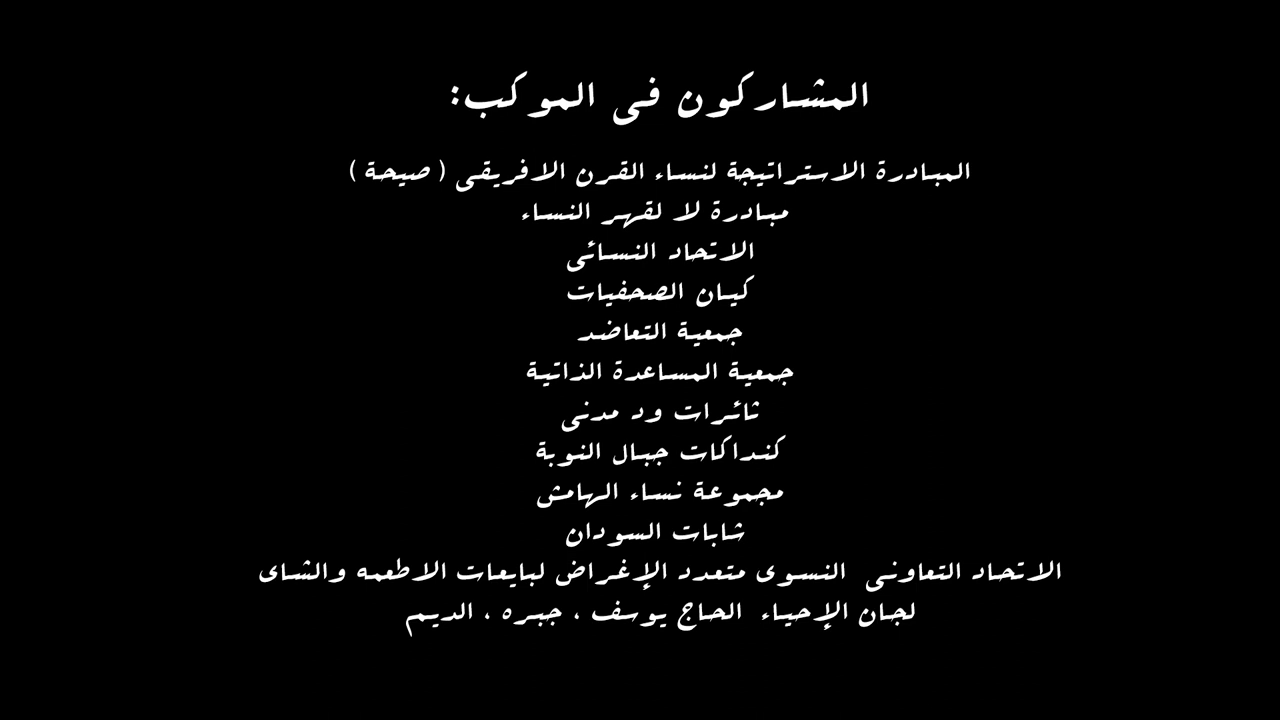 المشاركون فى الموكب:
المبادرة الاستراتيجة لنساء القرن الافريقى ( صيحة )
مبادرة لا لقهر النساء
الاتحاد النسائى
كيان الصحفيات
جمعية التعاضد
جمعية المساعدة الذاتية
ثائرات ود مدنى
كنداكات جبال النوبة
مجموعة نساء الهامش
شابات السودان
الاتحاد التعاونى النسوى متعدد الإغراض لبايعات الاطعمه والشاى
لجان الإحياء الحاج يوسف ، جبره ، الديم